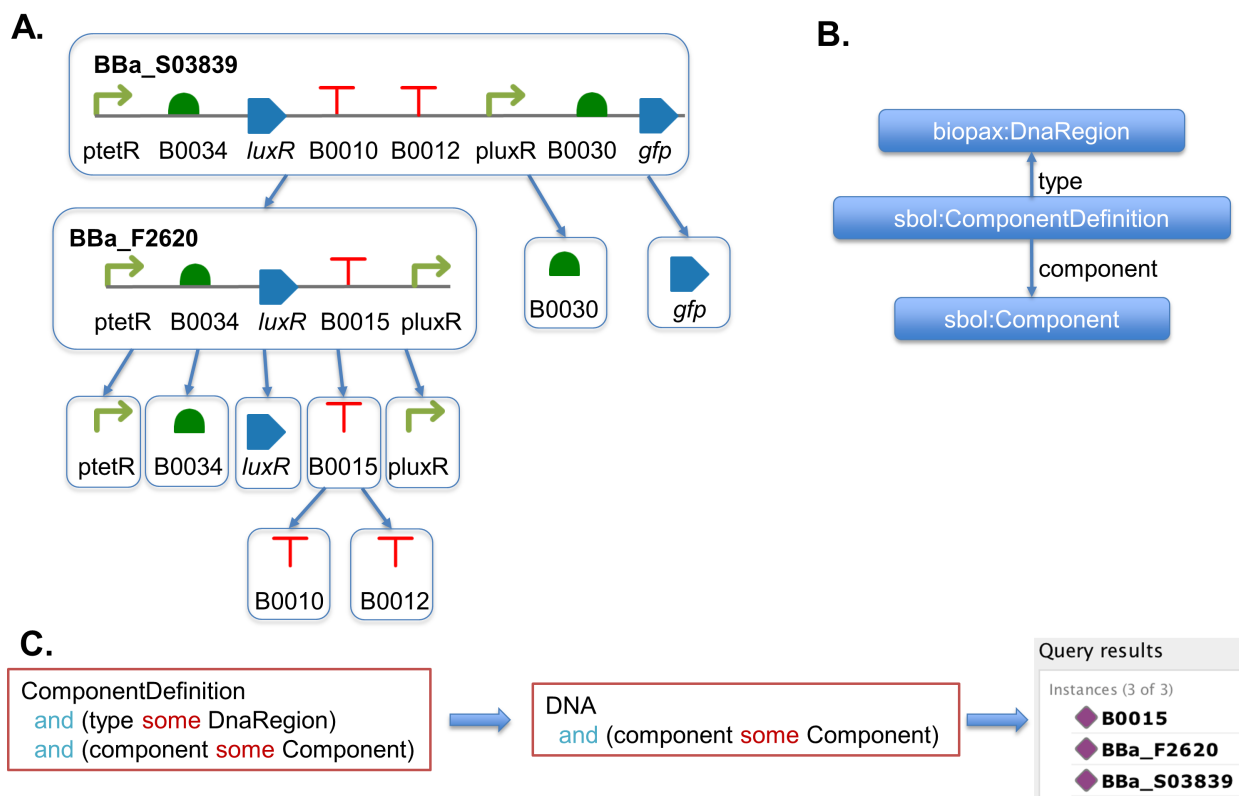 A.
BBa_S03839
ptetR B0034 luxR B0010 B0012 pluxR B0030 gfp
BBa_F2620
ptetR B0034 luxR B0015 pluxR
B0030
gfp
ptetR B0034 luxR B0015 pluxR
B0010 B0012
B.
biopax:DnaRegion
type
sbol:ComponentDefinition
component
sbol:Component
C.
ComponentDefinition
and (type some DnaRegion)
and (component some Component)
DNA
and (component some Component)
Query results
Instances (3 of 3)
B0015
BBa_F2620
BBa_S03839